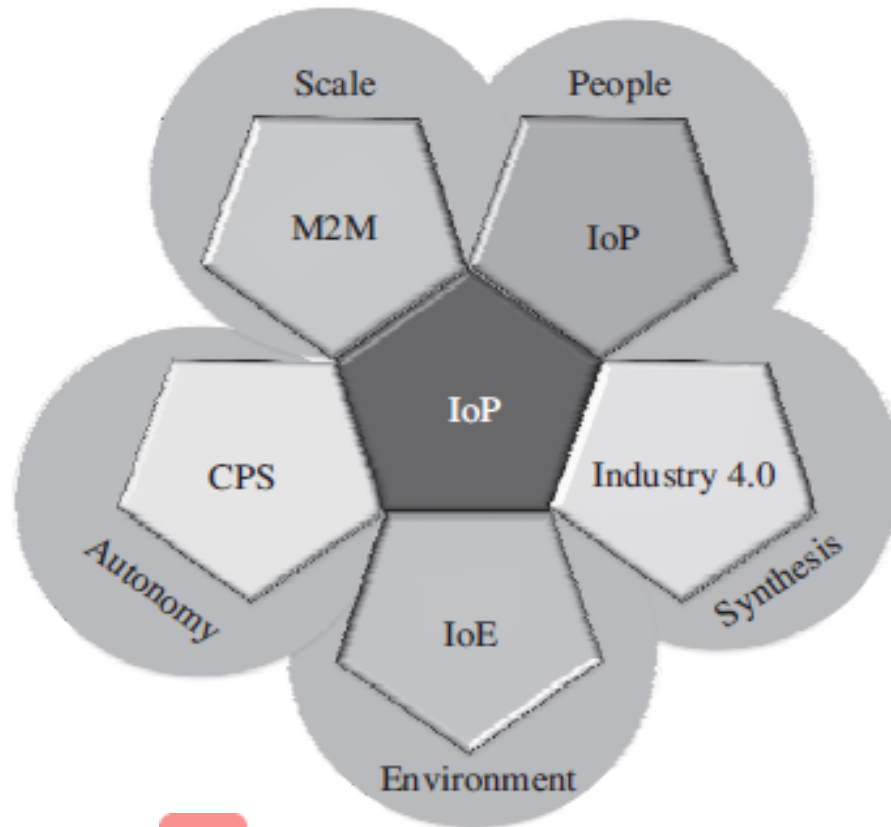 Scale
People
M2M
IoP
IoP
CPS
Industry 4.0
Autonomy
Synthesis
IoE
Environment